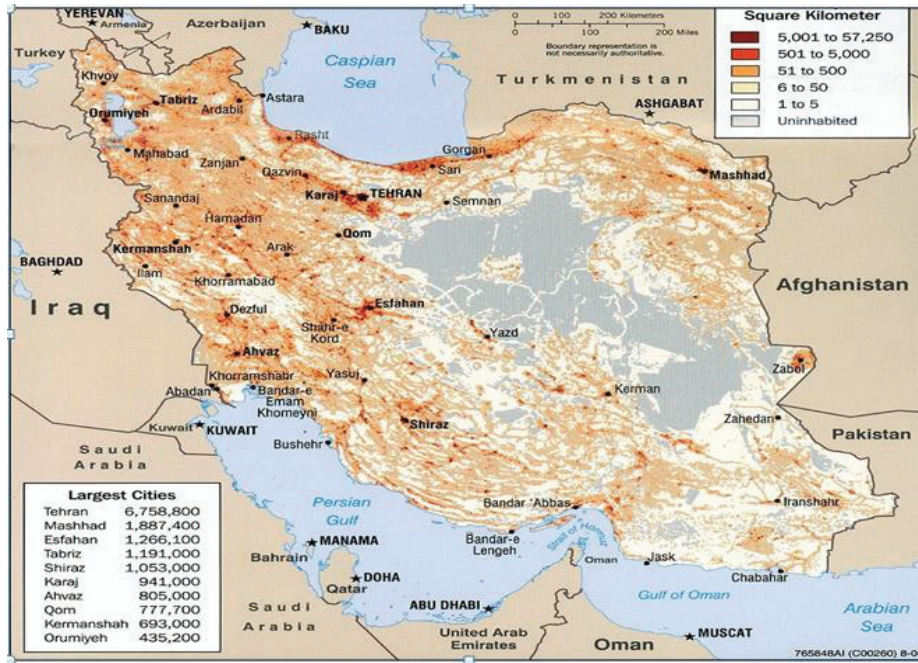 YEREVAN
Armenia
Azerbaijan
BAKU
0 100 200 Kilometers
0 100 200 Miles
Boundary representation is
not necessarily authoritative.
Square Kilometer
5,001 to 57,250
501 to 5,000
51 to 500
6 to 50
1 to 5
Uninhabited
Turkey
Caspian
Sea
Turkmenistan
ASHGABAT
Khvoy
Tabriz
Ardabil
Astara
Orumiyeh
Rasht
Mahabad
Zanjan
Qazvin
Gorgan
Sari
Mashhad
Karaj
TEHRAN
Semnan
Sanandaj
Hamadan
Qom
Kermanshah
Arak
BAGHDAD
Ilam
Khorramabad
Afghanistan
Iraq
Dezful
Esfahan
Shahr-e
Kord
Yazd
Ahvaz
Zabol
Khorramshahr
Yasuj
Kerman
Abadan
Bandar-e
Emam
Khomeyni
Shiraz
Zahedan
Kuwait
KUWAIT
Bushehr
Pakistan
Saudi
Arabia
Largest Cities
Tehran 6,758,800
Mashhad 1,887,400
Esfahan 1,266,100
Tabriz 1,191,000
Shiraz 1,053,000
Karaj 941,000
Ahvaz 805,000
Qom 777,700
Kermanshah 693,000
Orumiyeh 435,200
Persian
Gulf
Bandar 'Abbas
Iranshahr
Bandar-e
Lengeh
Strait of Hormuz
MANAMA
Bahrain
Oman
Jask
Chabahar
DOHA
Qatar
Gulf of Oman
Saudi
Arabia
ABU DHABI
Arabian
Sea
United Arab
Emirates
Oman
MUSCAT
765848AI (C00260) 8-0